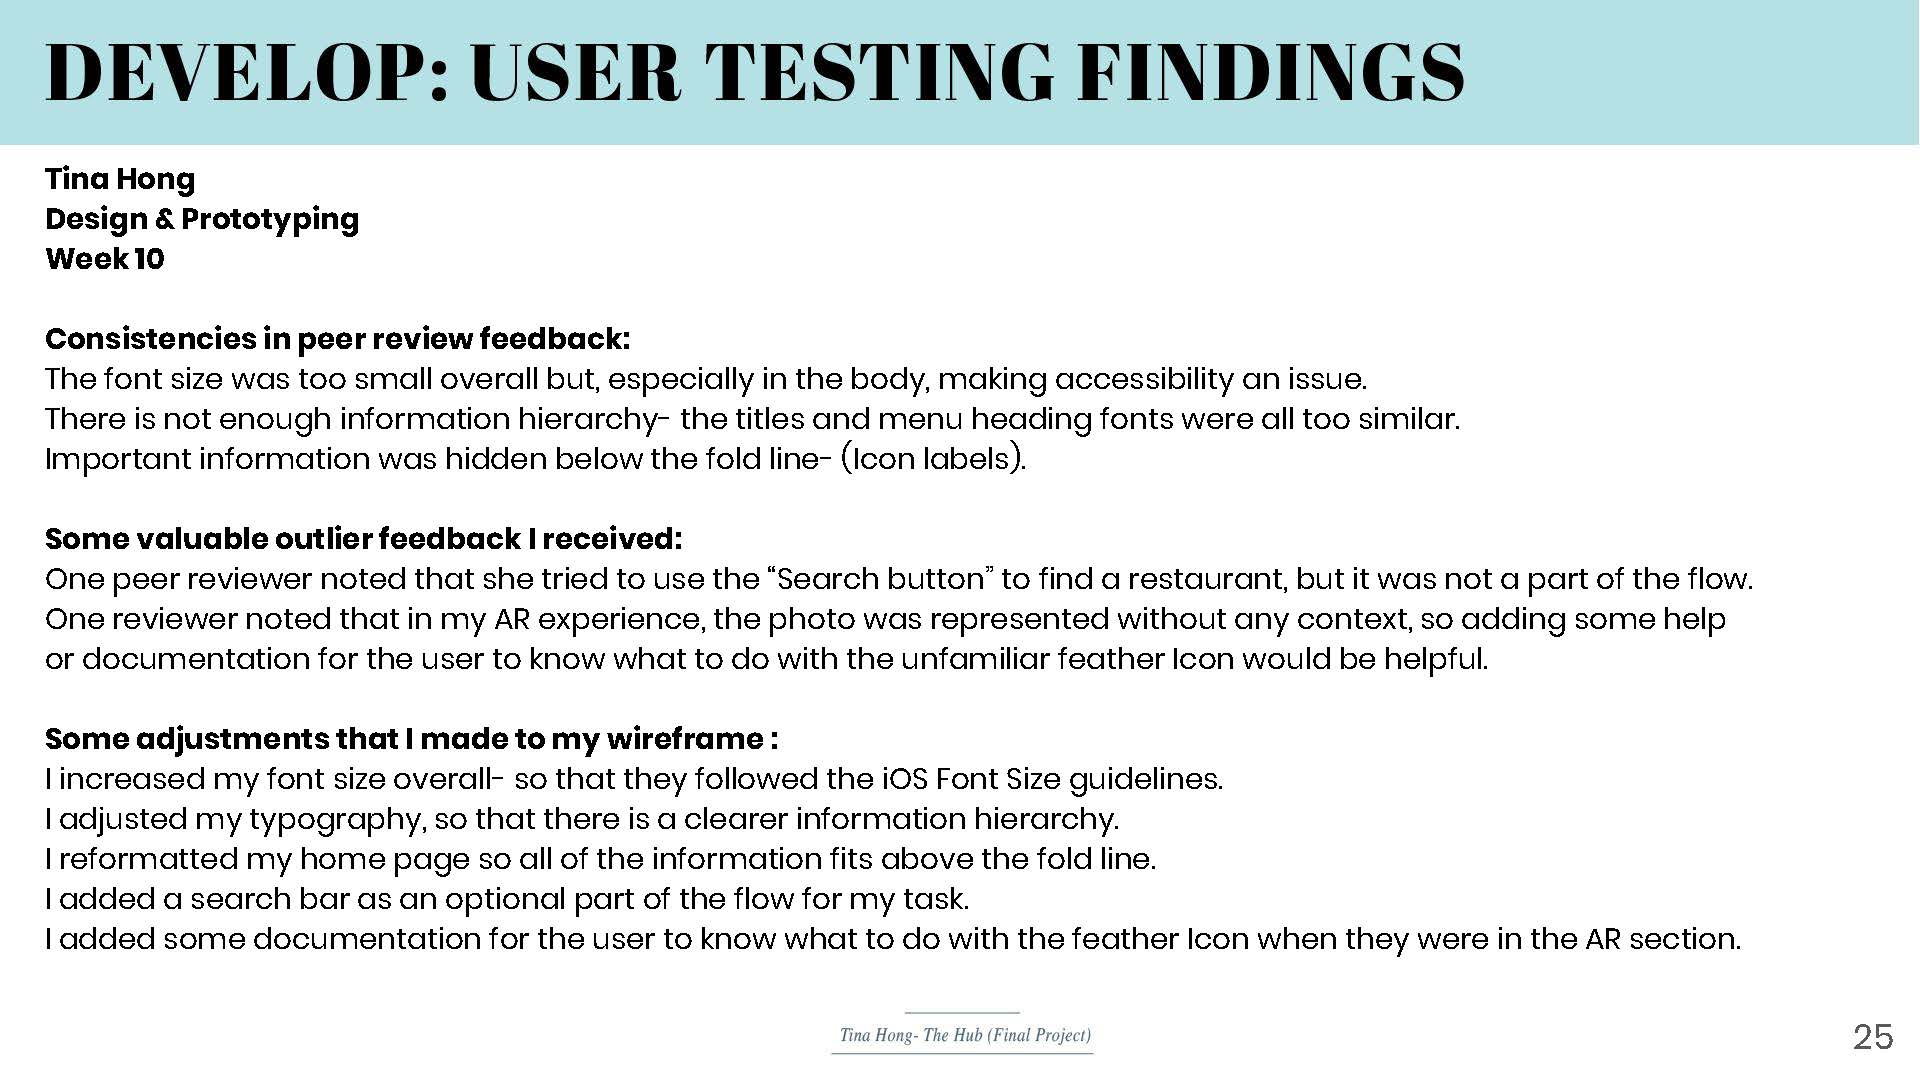 DEVELOP: USER TESTING FINDINGS
Tina Hong
Design & Prototyping
Week 10
Consistencies in peer review feedback:
The font size was too small overall but, especially in the body, making accessibility an issue.
There is not enough information hierarchy- the titles and menu heading fonts were all too similar.
Important information was hidden below the fold line- (Icon labels).
Some valuable outlier feedback I received:
One peer reviewer noted that she tried to use the “Search button” to find a restaurant, but it was not a part of the flow.
One reviewer noted that in my AR experience, the photo was represented without any context, so adding some help
or documentation for the user to know what to do with the unfamiliar feather Icon would be helpful.
Some adjustments that I made to my wireframe :
I increased my font size overall- so that they followed the iOS Font Size guidelines.
I adjusted my typography, so that there is a clearer information hierarchy.
I reformatted my home page so all of the information fits above the fold line.
I added a search bar as an optional part of the flow for my task.
I added some documentation for the user to know what to do with the feather Icon when they were in the AR section.
Tina Hong- The Hub (Final Project)
25